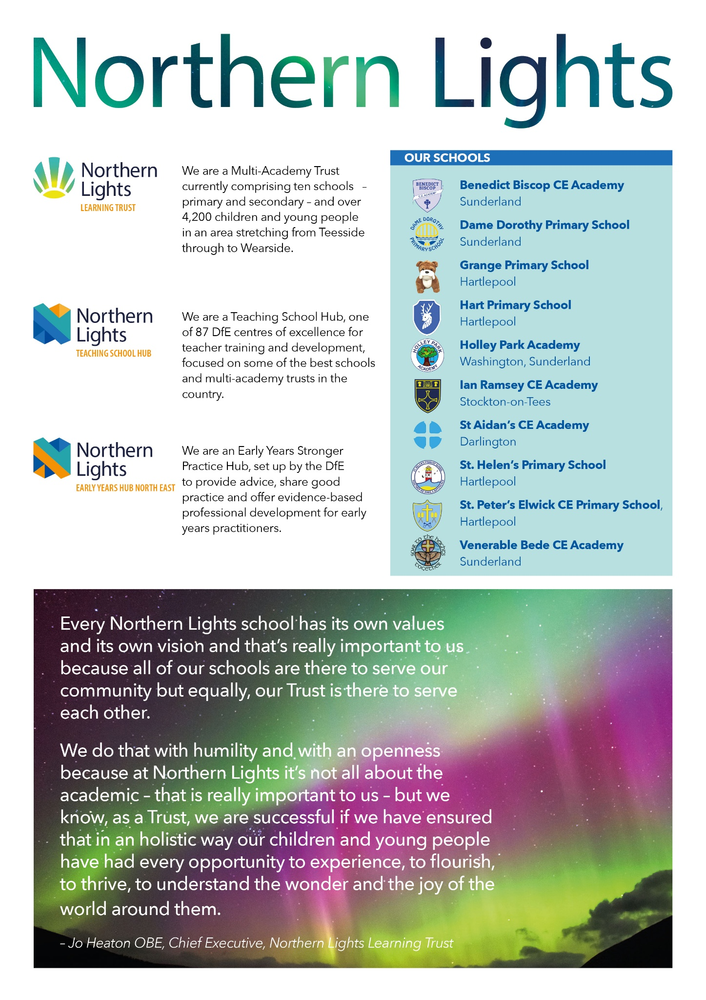 Northern Lights
Northern
Lights
LEARNING TRUST
We are a Multi-Academy Trust
currently comprising ten schools –
primary and secondary – and over
4,200 children and young people
in an area stretching from Teesside
through to Wearside.
Northern
Lights
TEACHING SCHOOL HUB
We are a Teaching School Hub, one
of 87 DfE centres of excellence for
teacher training and development,
focused on some of the best schools
and multi-academy trusts in the
country.
Northern
Lights
EARLY YEARS HUB NORTH EAST
We are an Early Years Stronger
Practice Hub, set up by the DfE
to provide advice, share good
practice and offer evidence-based
professional development for early
years practitioners.
OUR SCHOOLS
BENEDICT
BISCOP
C.E. ACADEMY
Benedict Biscop CE Academy
Sunderland
DAME DOROTHY
PRIMARY SCHOOL
Dame Dorothy Primary School
Sunderland
Grange Primary School
Hartlepool
Hart Primary School
Hartlepool
HOLLEY PARK
ACADEMY
Holley Park Academy
Washington, Sunderland
Ian Ramsey CE Academy
Stockton-on-Tees
St Aidan’s CE Academy
Darlington
ST. HELEN'S PRIMARY SCHOOL
TOGETHER WE MAKE A DIFFERENCE
St. Helen’s Primary School
Hartlepool
St. Peter’s Elwick CE Primary School,
Hartlepool
SOAR TO THE HEIGHTS
TOGETHER
Venerable Bede CE Academy
Sunderland
Every Northern Lights school has its own values
and its own vision and that’s really important to us
because all of our schools are there to serve our
community but equally, our Trust is there to serve
each other.
We do that with humility and with an openness
because at Northern Lights it’s not all about the
academic – that is really important to us – but we
know, as a Trust, we are successful if we have ensured
that in an holistic way our children and young people
have had every opportunity to experience, to flourish,
to thrive, to understand the wonder and the joy of the
world around them.
– Jo Heaton OBE, Chief Executive, Northern Lights Learning Trust